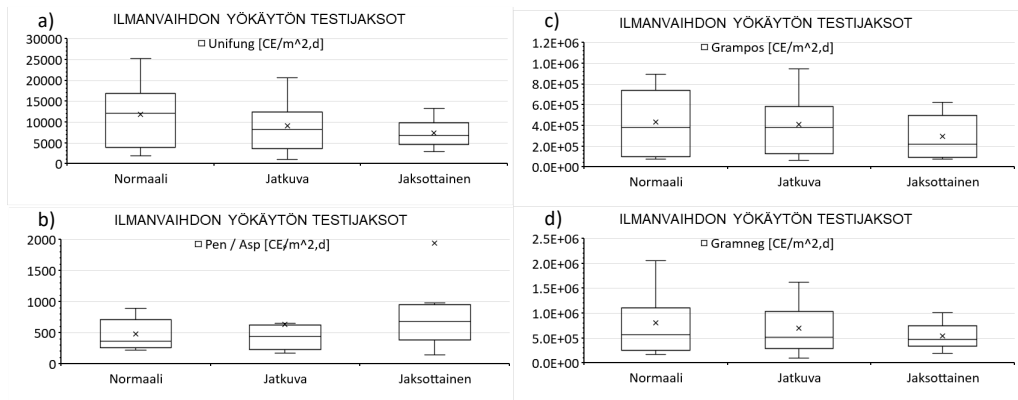 a)
ILMANVAIHDON YÖKÄYTÖN TESTIJAKSOT
Unifung [CE/m^2,d]
30000
25000
20000
15000
10000
5000
0
Normaali Jatkuva Jaksottainen
b)
ILMANVAIHDON YÖKÄYTÖN TESTIJAKSOT
Pen / Asp [CE/m^2,d]
2000
1500
1000
500
0
Normaali Jatkuva Jaksottainen
c)
ILMANVAIHDON YÖKÄYTÖN TESTIJAKSOT
Grampos [CE/m^2,d]
1.2E+06
1.0E+06
8.0E+05
6.0E+05
4.0E+05
2.0E+05
0.0E+00
Normaali Jatkuva Jaksottainen
d)
ILMANVAIHDON YÖKÄYTÖN TESTIJAKSOT
Gramneg [CE/m^2,d]
2.5E+06
2.0E+06
1.5E+06
1.0E+06
5.0E+05
0.0E+00
Normaali Jatkuva Jaksottainen